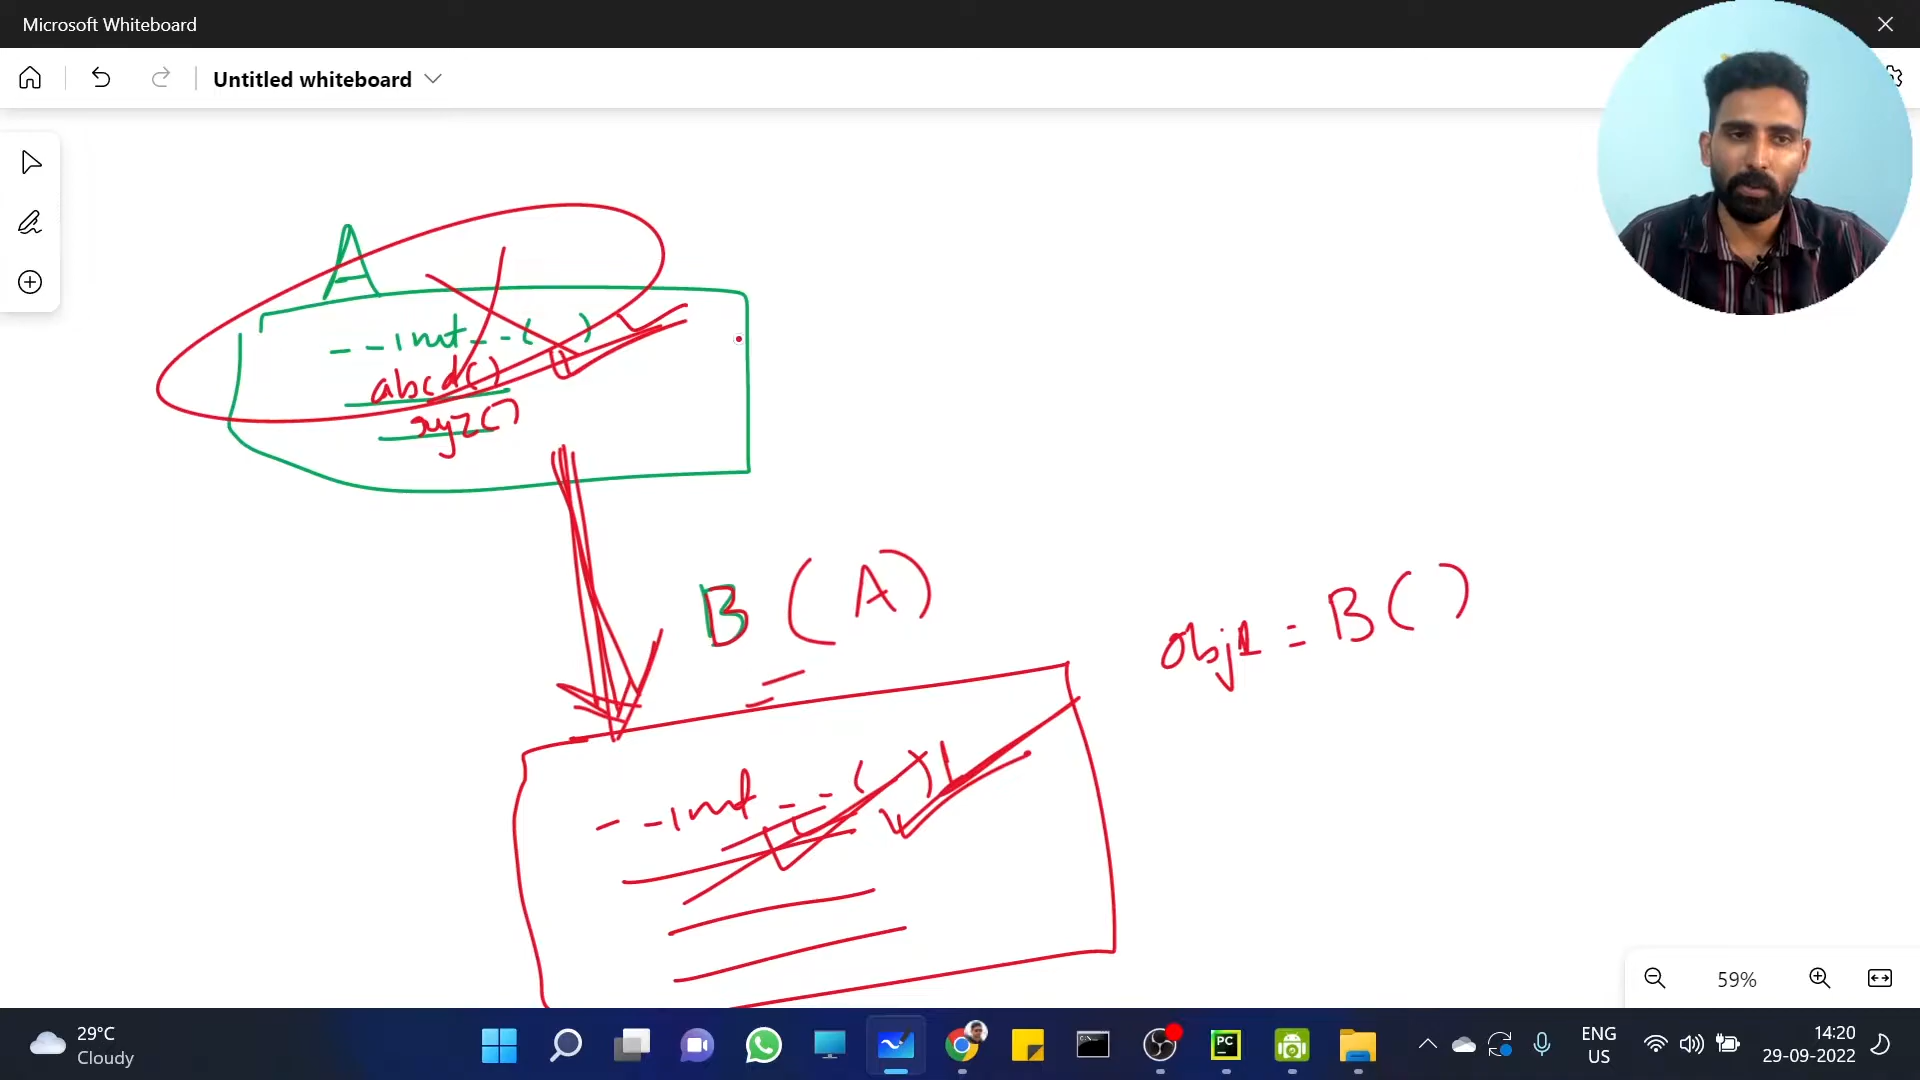 Microsoft Whiteboard
Untitled whiteboard
A
--init--( )
abcd()
xyz()
B (A)
obj1 = B()
--init--( )
59%
29°C
Cloudy
PC
ENG
US
14:20
29-09-2022